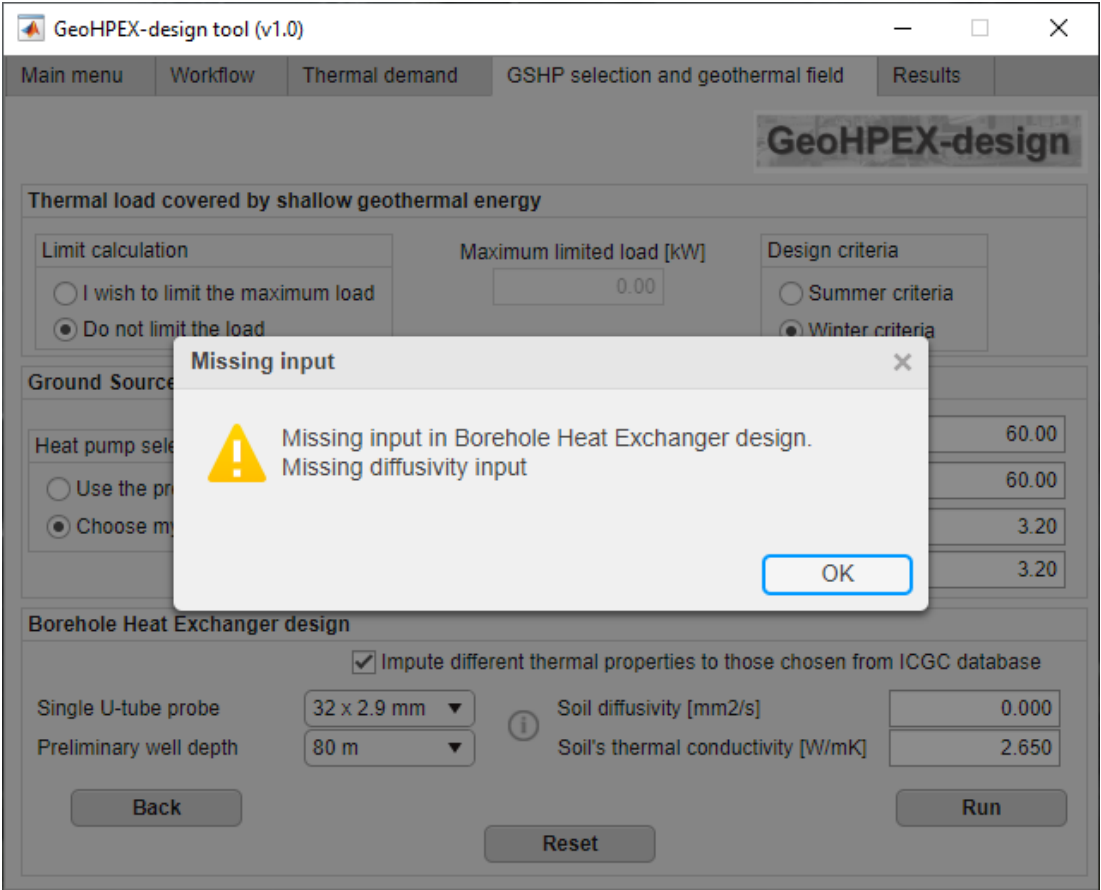 GeoHPEX-design tool (v1.0)
Main menu Workflow Thermal demand GSHP selection and geothermal field Results
GeoHPEX-design
Thermal load covered by shallow geothermal energy
Limit calculation
Maximum limited load [kW]
Design criteria
I wish to limit the maximum load
0.00
Summer criteria
Do not limit the load
Winter criteria
Missing input
Ground Source
Missing input in Borehole Heat Exchanger design.
Missing diffusivity input
OK
Heat pump sele
Use the pr
Choose my
60.00
60.00
3.20
3.20
Borehole Heat Exchanger design
Impute different thermal properties to those chosen from ICGC database
Single U-tube probe 32 x 2.9 mm Soil diffusivity [mm2/s] 0.000
Preliminary well depth 80 m Soil's thermal conductivity [W/mK] 2.650
Back
Run
Reset